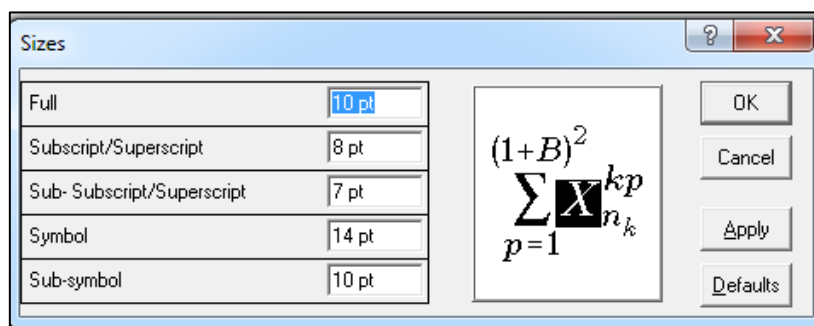 Sizes
Full 10 pt
Subscript/Superscript 8 pt
Sub- Subscript/Superscript 7 pt
Symbol 14 pt
Sub-symbol 10 pt
(1+B)^2
∑ X^{kp}_{n_k}
p=1
?
X
OK
Cancel
Apply
Defaults